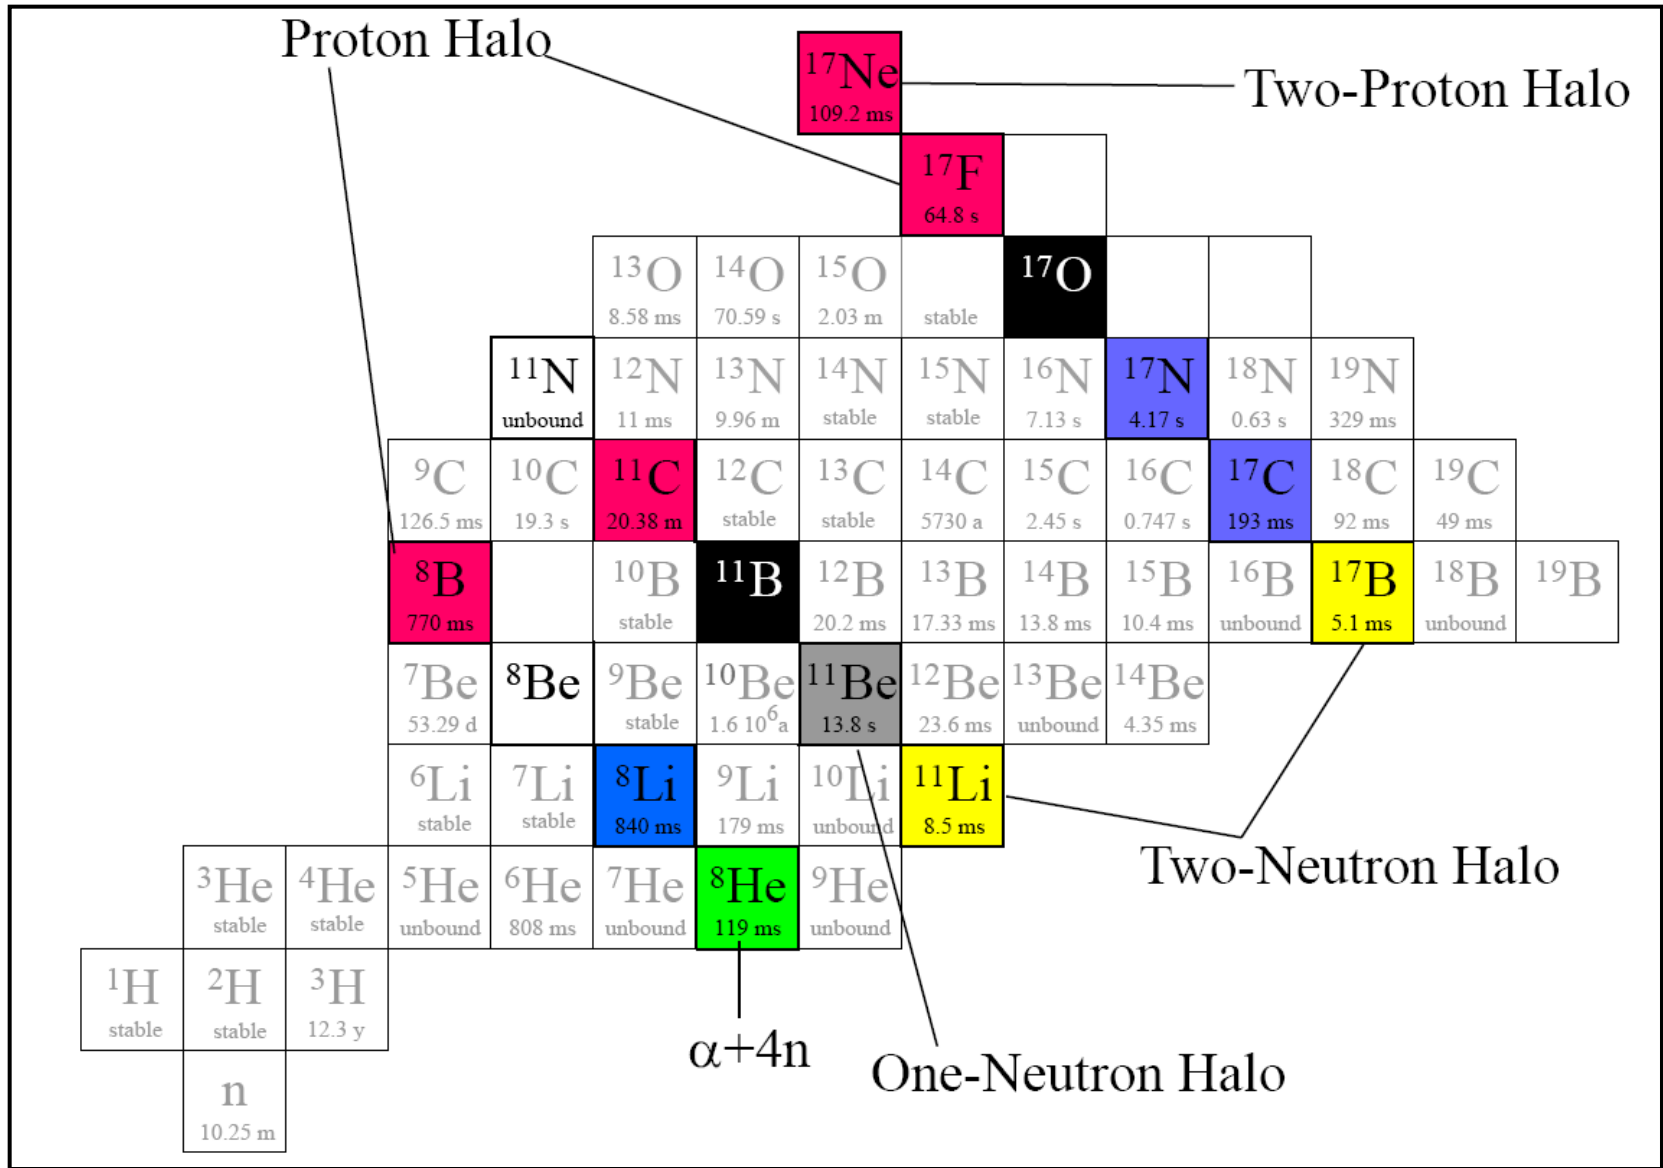 Proton Halo
¹⁷Ne
109.2 ms
Two-Proton Halo
¹⁷F
64.8 s
¹³O ¹⁴O ¹⁵O ¹⁷O
8.58 ms 70.59 s 2.03 m stable
¹¹N ¹²N ¹³N ¹⁴N ¹⁵N ¹⁶N ¹⁷N ¹⁸N ¹⁹N
unbound 11 ms 9.96 m stable stable 7.13 s 4.17 s 0.63 s 329 ms
⁹C ¹⁰C ¹¹C ¹²C ¹³C ¹⁴C ¹⁵C ¹⁶C ¹⁷C ¹⁸C ¹⁹C
126.5 ms 19.3 s 20.38 m stable stable 5730 a 2.45 s 0.747 s 193 ms 92 ms 49 ms
⁸B ¹⁰B ¹¹B ¹²B ¹³B ¹⁴B ¹⁵B ¹⁶B ¹⁷B ¹⁸B ¹⁹B
770 ms stable 20.2 ms 17.33 ms 13.8 ms 10.4 ms unbound 5.1 ms unbound
⁷Be ⁸Be ⁹Be ¹⁰Be ¹¹Be ¹²Be ¹³Be ¹⁴Be
53.29 d stable 1.6 10⁶a 13.8 s 23.6 ms unbound 4.35 ms
⁶Li ⁷Li ⁸Li ⁹Li ¹⁰Li ¹¹Li
stable stable 840 ms 179 ms unbound 8.5 ms
Two-Neutron Halo
³He ⁴He ⁵He ⁶He ⁷He ⁸He ⁹He
stable stable unbound 808 ms unbound 119 ms unbound
¹H ²H ³H
stable stable 12.3 y
α+4n
One-Neutron Halo
n
10.25 m